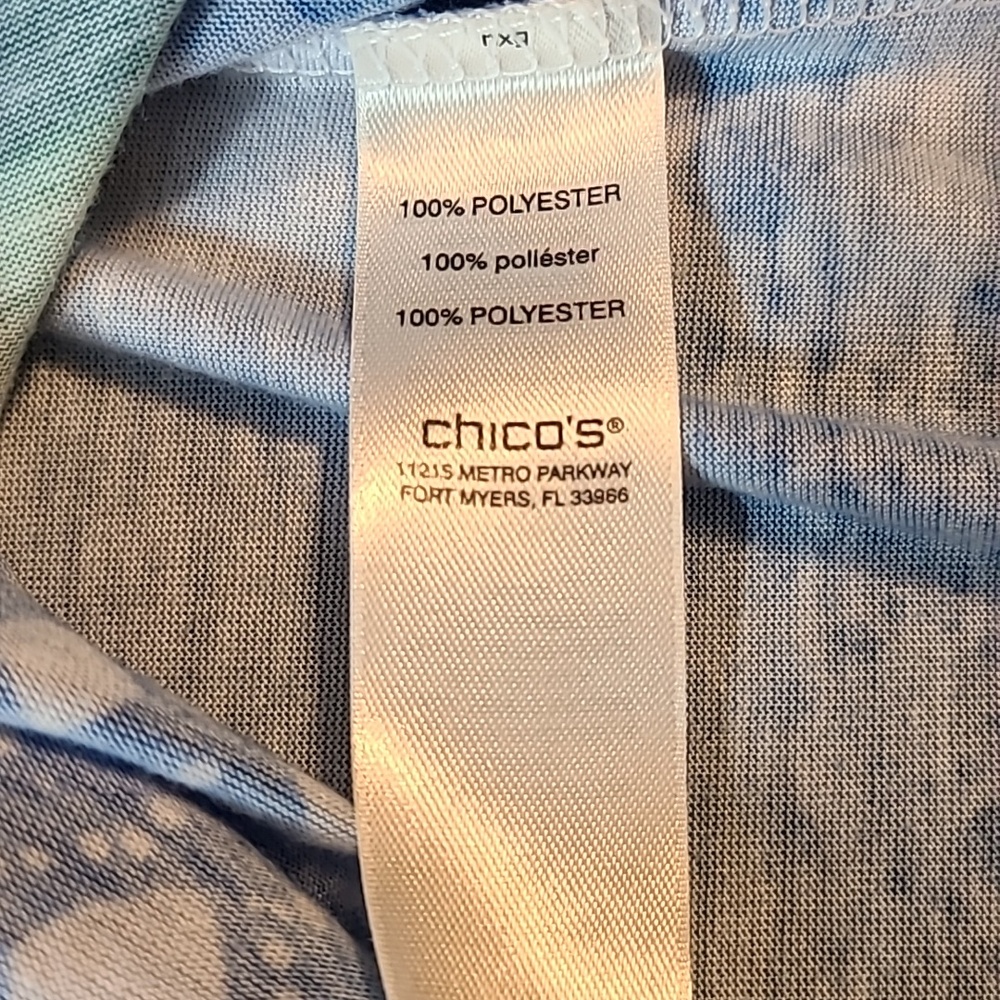 100% POLYESTER
100% poliéster
100% POLYESTER
chico's®
11215 METRO PARKWAY
FORT MYERS, FL 33966